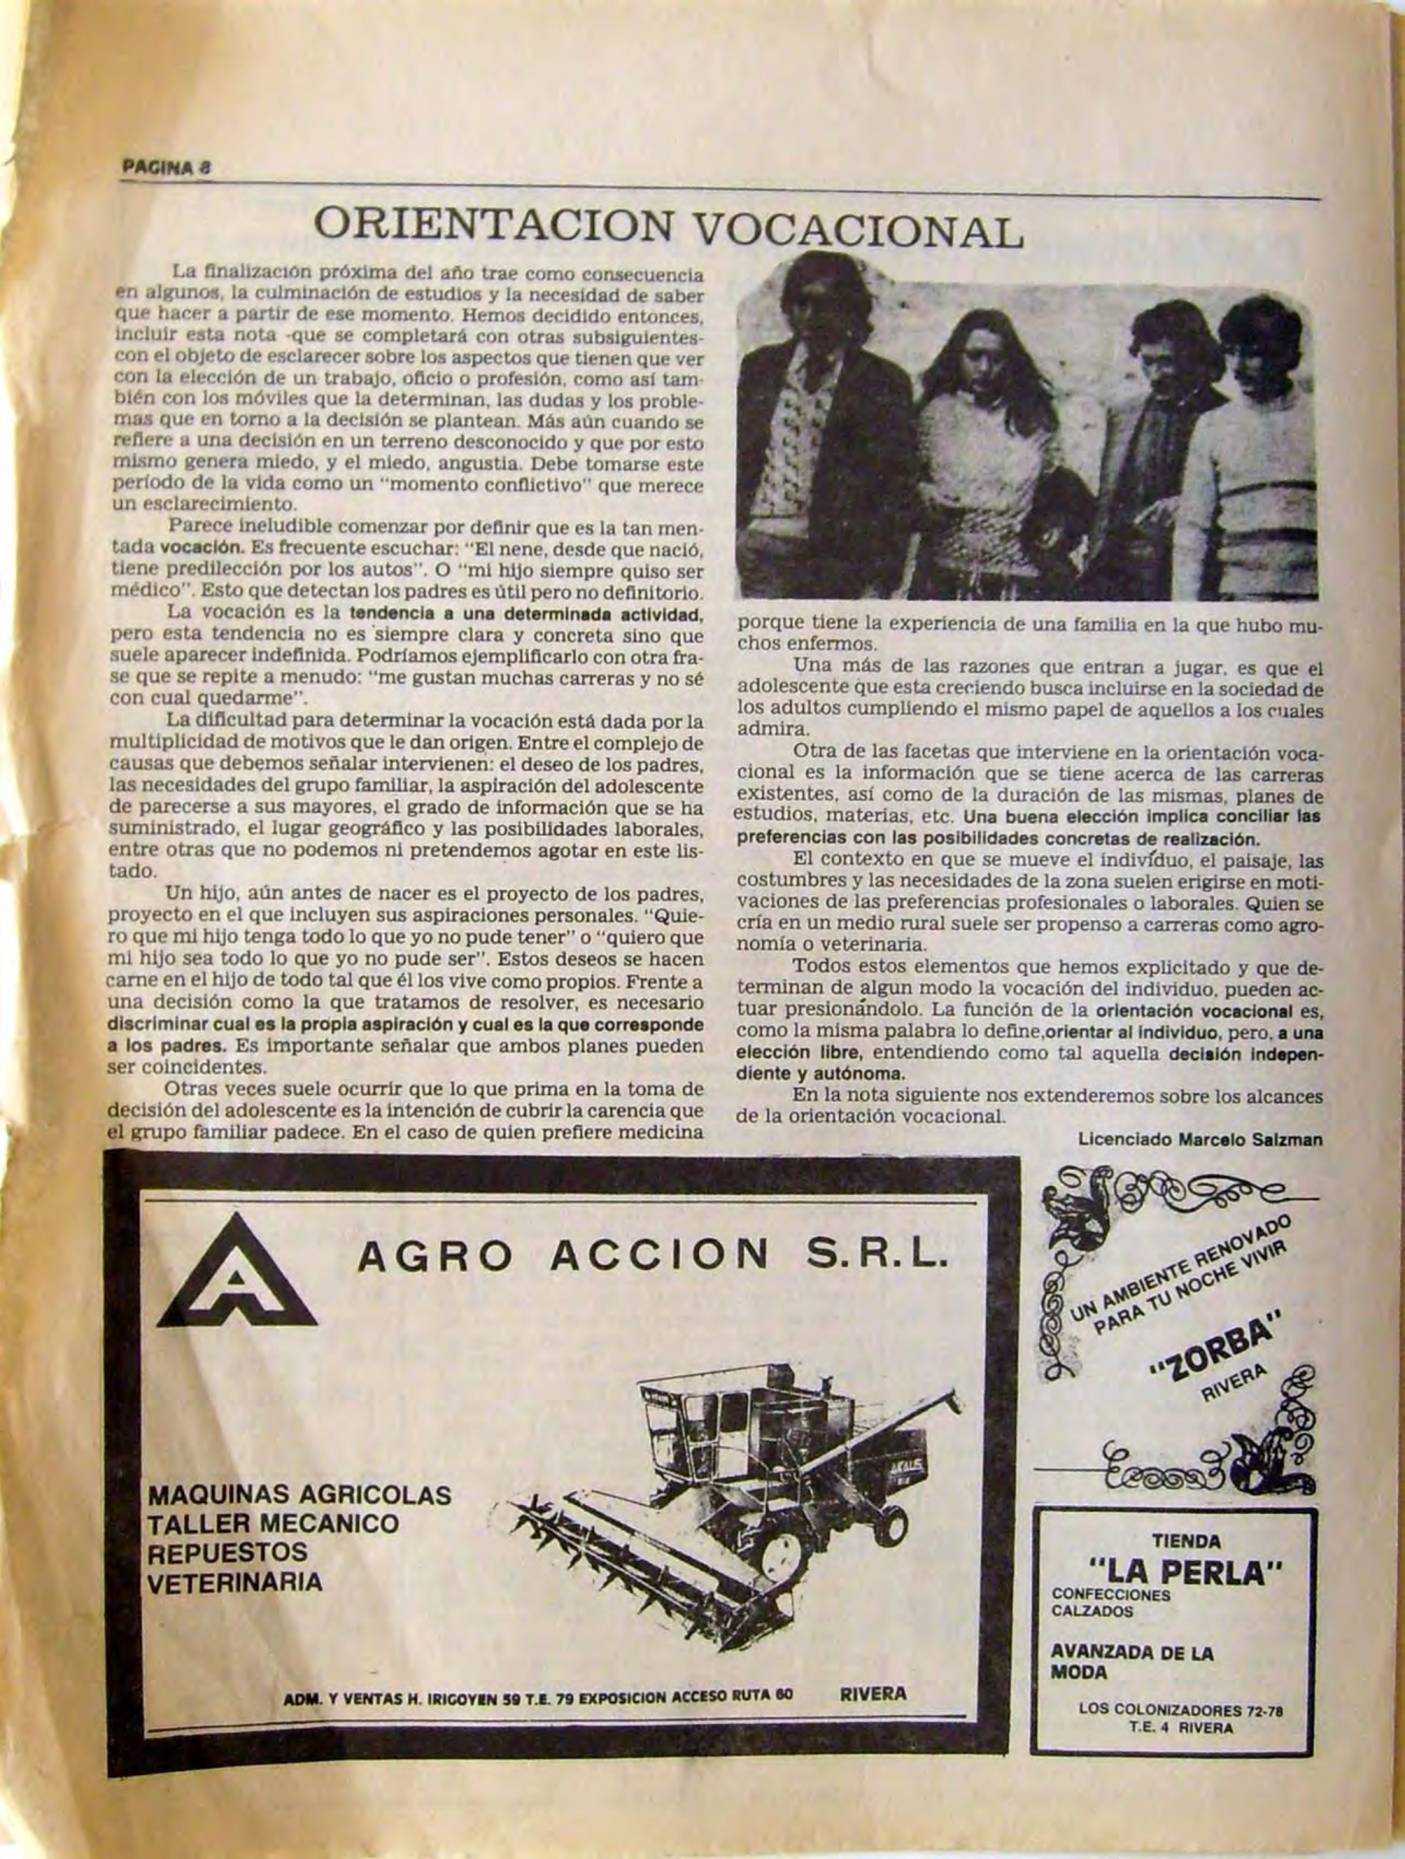 PAGINA 8
ORIENTACION VOCACIONAL
La finalización próxima del año trae como consecuencia
en algunos, la culminación de estudios y la necesidad de saber
que hacer a partir de ese momento. Hemos decidido entonces,
incluir esta nota -que se completará con otras subsiguientes-
con el objeto de esclarecer sobre los aspectos que tienen que ver
con la elección de un trabajo, oficio o profesión, como así tam-
bién con los móviles que la determinan, las dudas y los proble-
mas que en torno a la decisión se plantean. Más aún cuando se
refiere a una decisión en un terreno desconocido y que por esto
mismo genera miedo, y el miedo, angustia. Debe tomarse este
período de la vida como un "momento conflictivo" que merece
un esclarecimiento.
Parece ineludible comenzar por definir que es la tan men-
tada vocación. Es frecuente escuchar: "El nene, desde que nació,
tiene predilección por los autos". O "mi hijo siempre quiso ser
médico". Esto que detectan los padres es útil pero no definitorio.
La vocación es la tendencia a una determinada actividad,
pero esta tendencia no es siempre clara y concreta sino que
suele aparecer indefinida. Podríamos ejemplificarlo con otra fra-
se que se repite a menudo: "me gustan muchas carreras y no sé
con cual quedarme".
La dificultad para determinar la vocación está dada por la
multiplicidad de motivos que le dan origen. Entre el complejo de
causas que debemos señalar intervienen: el deseo de los padres,
las necesidades del grupo familiar, la aspiración del adolescente
de parecerse a sus mayores, el grado de información que se ha
suministrado, el lugar geográfico y las posibilidades laborales,
entre otras que no podemos ni pretendemos agotar en este lis-
tado.
Un hijo, aún antes de nacer es el proyecto de los padres,
proyecto en el que incluyen sus aspiraciones personales. "Quie-
ro que mi hijo tenga todo lo que yo no pude tener" o "quiero que
mi hijo sea todo lo que yo no pude ser". Estos deseos se hacen
carne en el hijo de todo tal que él los vive como propios. Frente a
una decisión como la que tratamos de resolver, es necesario
discriminar cual es la propia aspiración y cual es la que corresponde
a los padres. Es importante señalar que ambos planes pueden
ser coincidentes.
Otras veces suele ocurrir que lo que prima en la toma de
decisión del adolescente es la intención de cubrir la carencia que
el grupo familiar padece. En el caso de quien prefiere medicina
porque tiene la experiencia de una familia en la que hubo mu-
chos enfermos.
Una más de las razones que entran a jugar, es que el
adolescente que esta creciendo busca incluirse en la sociedad de
los adultos cumpliendo el mismo papel de aquellos a los cuales
admira.
Otra de las facetas que interviene en la orientación voca-
cional es la información que se tiene acerca de las carreras
existentes, así como de la duración de las mismas, planes de
estudios, materias, etc. Una buena elección implica conciliar las
preferencias con las posibilidades concretas de realización.
El contexto en que se mueve el individuo, el paisaje, las
costumbres y las necesidades de la zona suelen erigirse en moti-
vaciones de las preferencias profesionales o laborales. Quien se
cría en un medio rural suele ser propenso a carreras como agro-
nomía o veterinaria.
Todos estos elementos que hemos explicitado y que de-
terminan de algun modo la vocación del individuo, pueden ac-
tuar presionándolo. La función de la orientación vocacional es,
como la misma palabra lo define,orientar al individuo, pero, a una
elección libre, entendiendo como tal aquella decisión indepen-
diente y autónoma.
En la nota siguiente nos extenderemos sobre los alcances
de la orientación vocacional.
Licenciado Marcelo Salzman
AGRO ACCION S.R.L.
MAQUINAS AGRICOLAS
TALLER MECANICO
REPUESTOS
VETERINARIA
ADM. Y VENTAS H. IRIGOYEN 59 T.E. 79 EXPOSICION ACCESO RUTA 60 RIVERA
UN AMBIENTE RENOVADO
PARA TU NOCHE VIVIR
"ZORBA"
RIVERA
TIENDA
"LA PERLA"
CONFECCIONES
CALZADOS
AVANZADA DE LA
MODA
LOS COLONIZADORES 72-78
T.E. 4 RIVERA